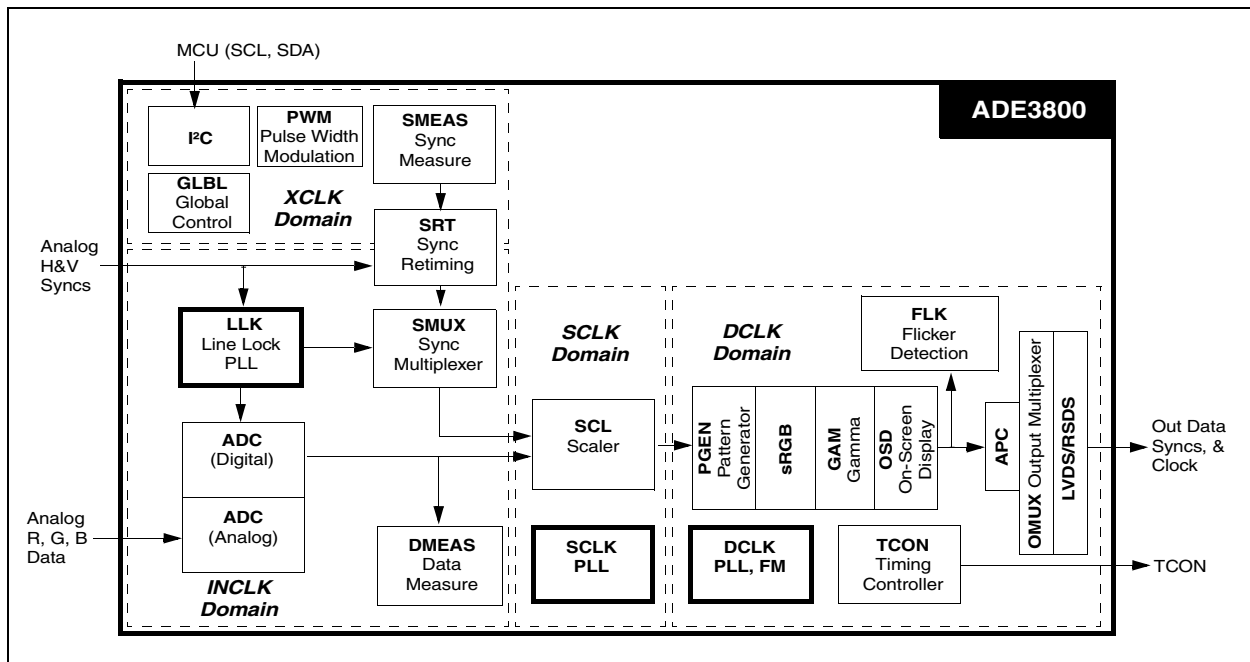 MCU (SCL, SDA)
ADE3800
I²C
PWM
Pulse Width
Modulation
SMEAS
Sync
Measure
GLBL
Global
Control
XCLK
Domain
SRT
Sync
Retiming
Analog
H&V
Syncs
LLK
Line Lock
PLL
SMUX
Sync
Multiplexer
SCLK
Domain
DCLK
Domain
FLK
Flicker
Detection
ADC
(Digital)
SCL
Scaler
PGEN
Pattern
Generator
sRGB
GAM
Gamma
OSD
On-Screen
Display
APC
OMUX Output Multiplexer
LVDS/RSDS
Out Data
Syncs, &
Clock
Analog
R, G, B
Data
ADC
(Analog)
INCLK
Domain
DMEAS
Data
Measure
SCLK
PLL
DCLK
PLL, FM
TCON
Timing
Controller
TCON